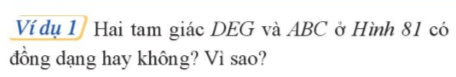 Ví dụ 1 Hai tam giác DEG và ABC ở Hình 81 có
đồng dạng hay không? Vì sao?